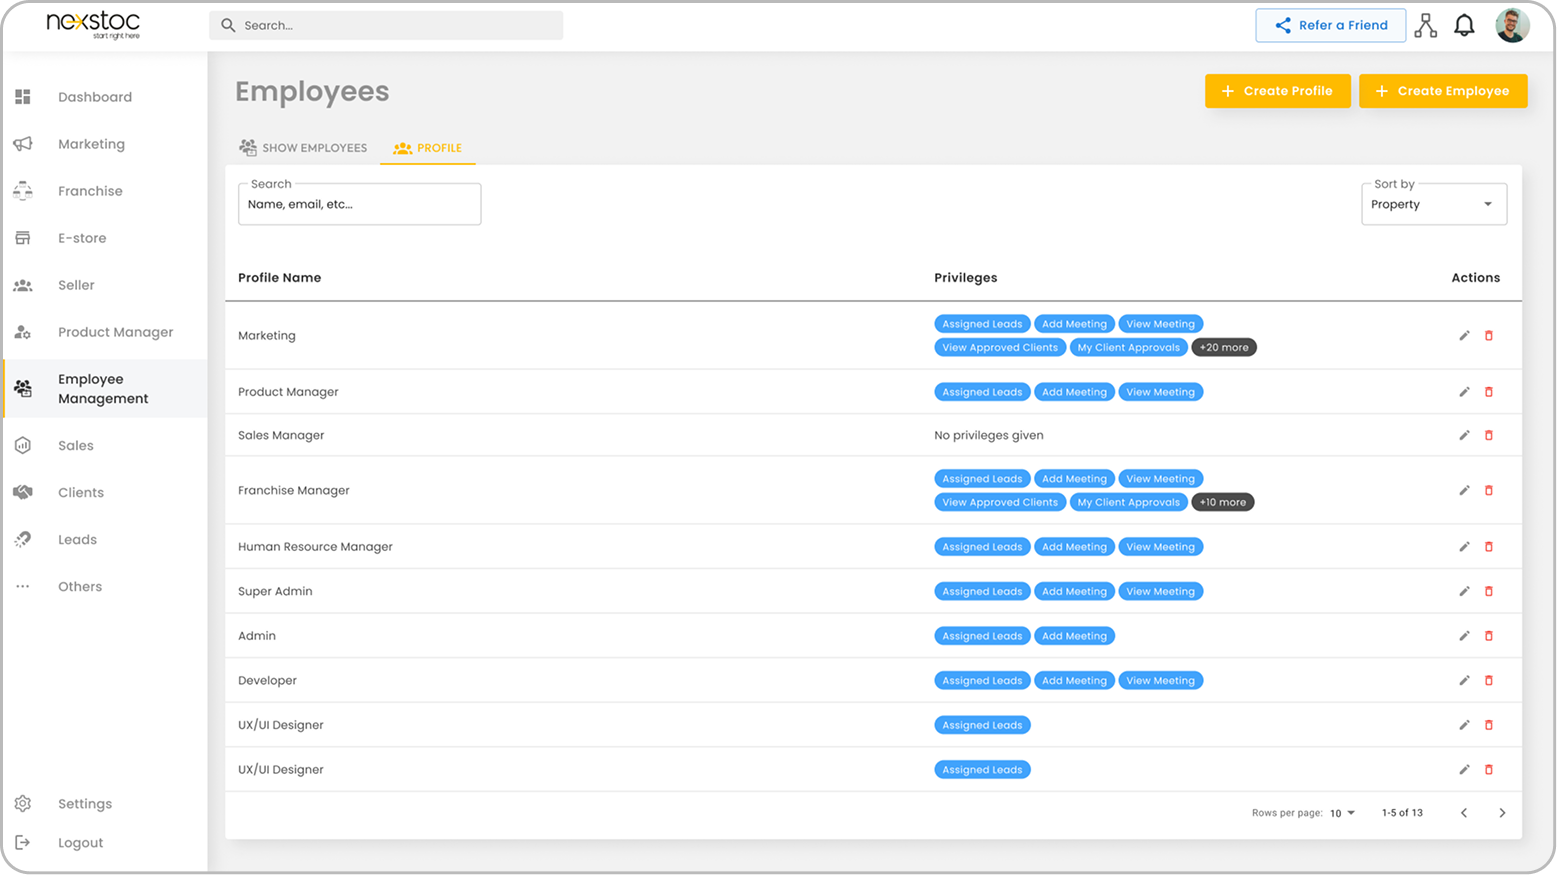 nexstoc
start right here
Search...
Refer a Friend
Dashboard
Marketing
Franchise
E-store
Seller
Product Manager
Employee
Management
Sales
Clients
Leads
Others
Settings
Logout
Employees
+ Create Profile
+ Create Employee
SHOW EMPLOYEES
PROFILE
Search
Name, email, etc...
Sort by
Property
Profile Name Privileges Actions
Marketing
Assigned Leads Add Meeting View Meeting
View Approved Clients My Client Approvals +20 more
Product Manager Assigned Leads Add Meeting View Meeting
Sales Manager No privileges given
Franchise Manager
Assigned Leads Add Meeting View Meeting
View Approved Clients My Client Approvals +10 more
Human Resource Manager Assigned Leads Add Meeting View Meeting
Super Admin Assigned Leads Add Meeting View Meeting
Admin Assigned Leads Add Meeting
Developer Assigned Leads Add Meeting View Meeting
UX/UI Designer Assigned Leads
UX/UI Designer Assigned Leads
Rows per page: 10 1-5 of 13